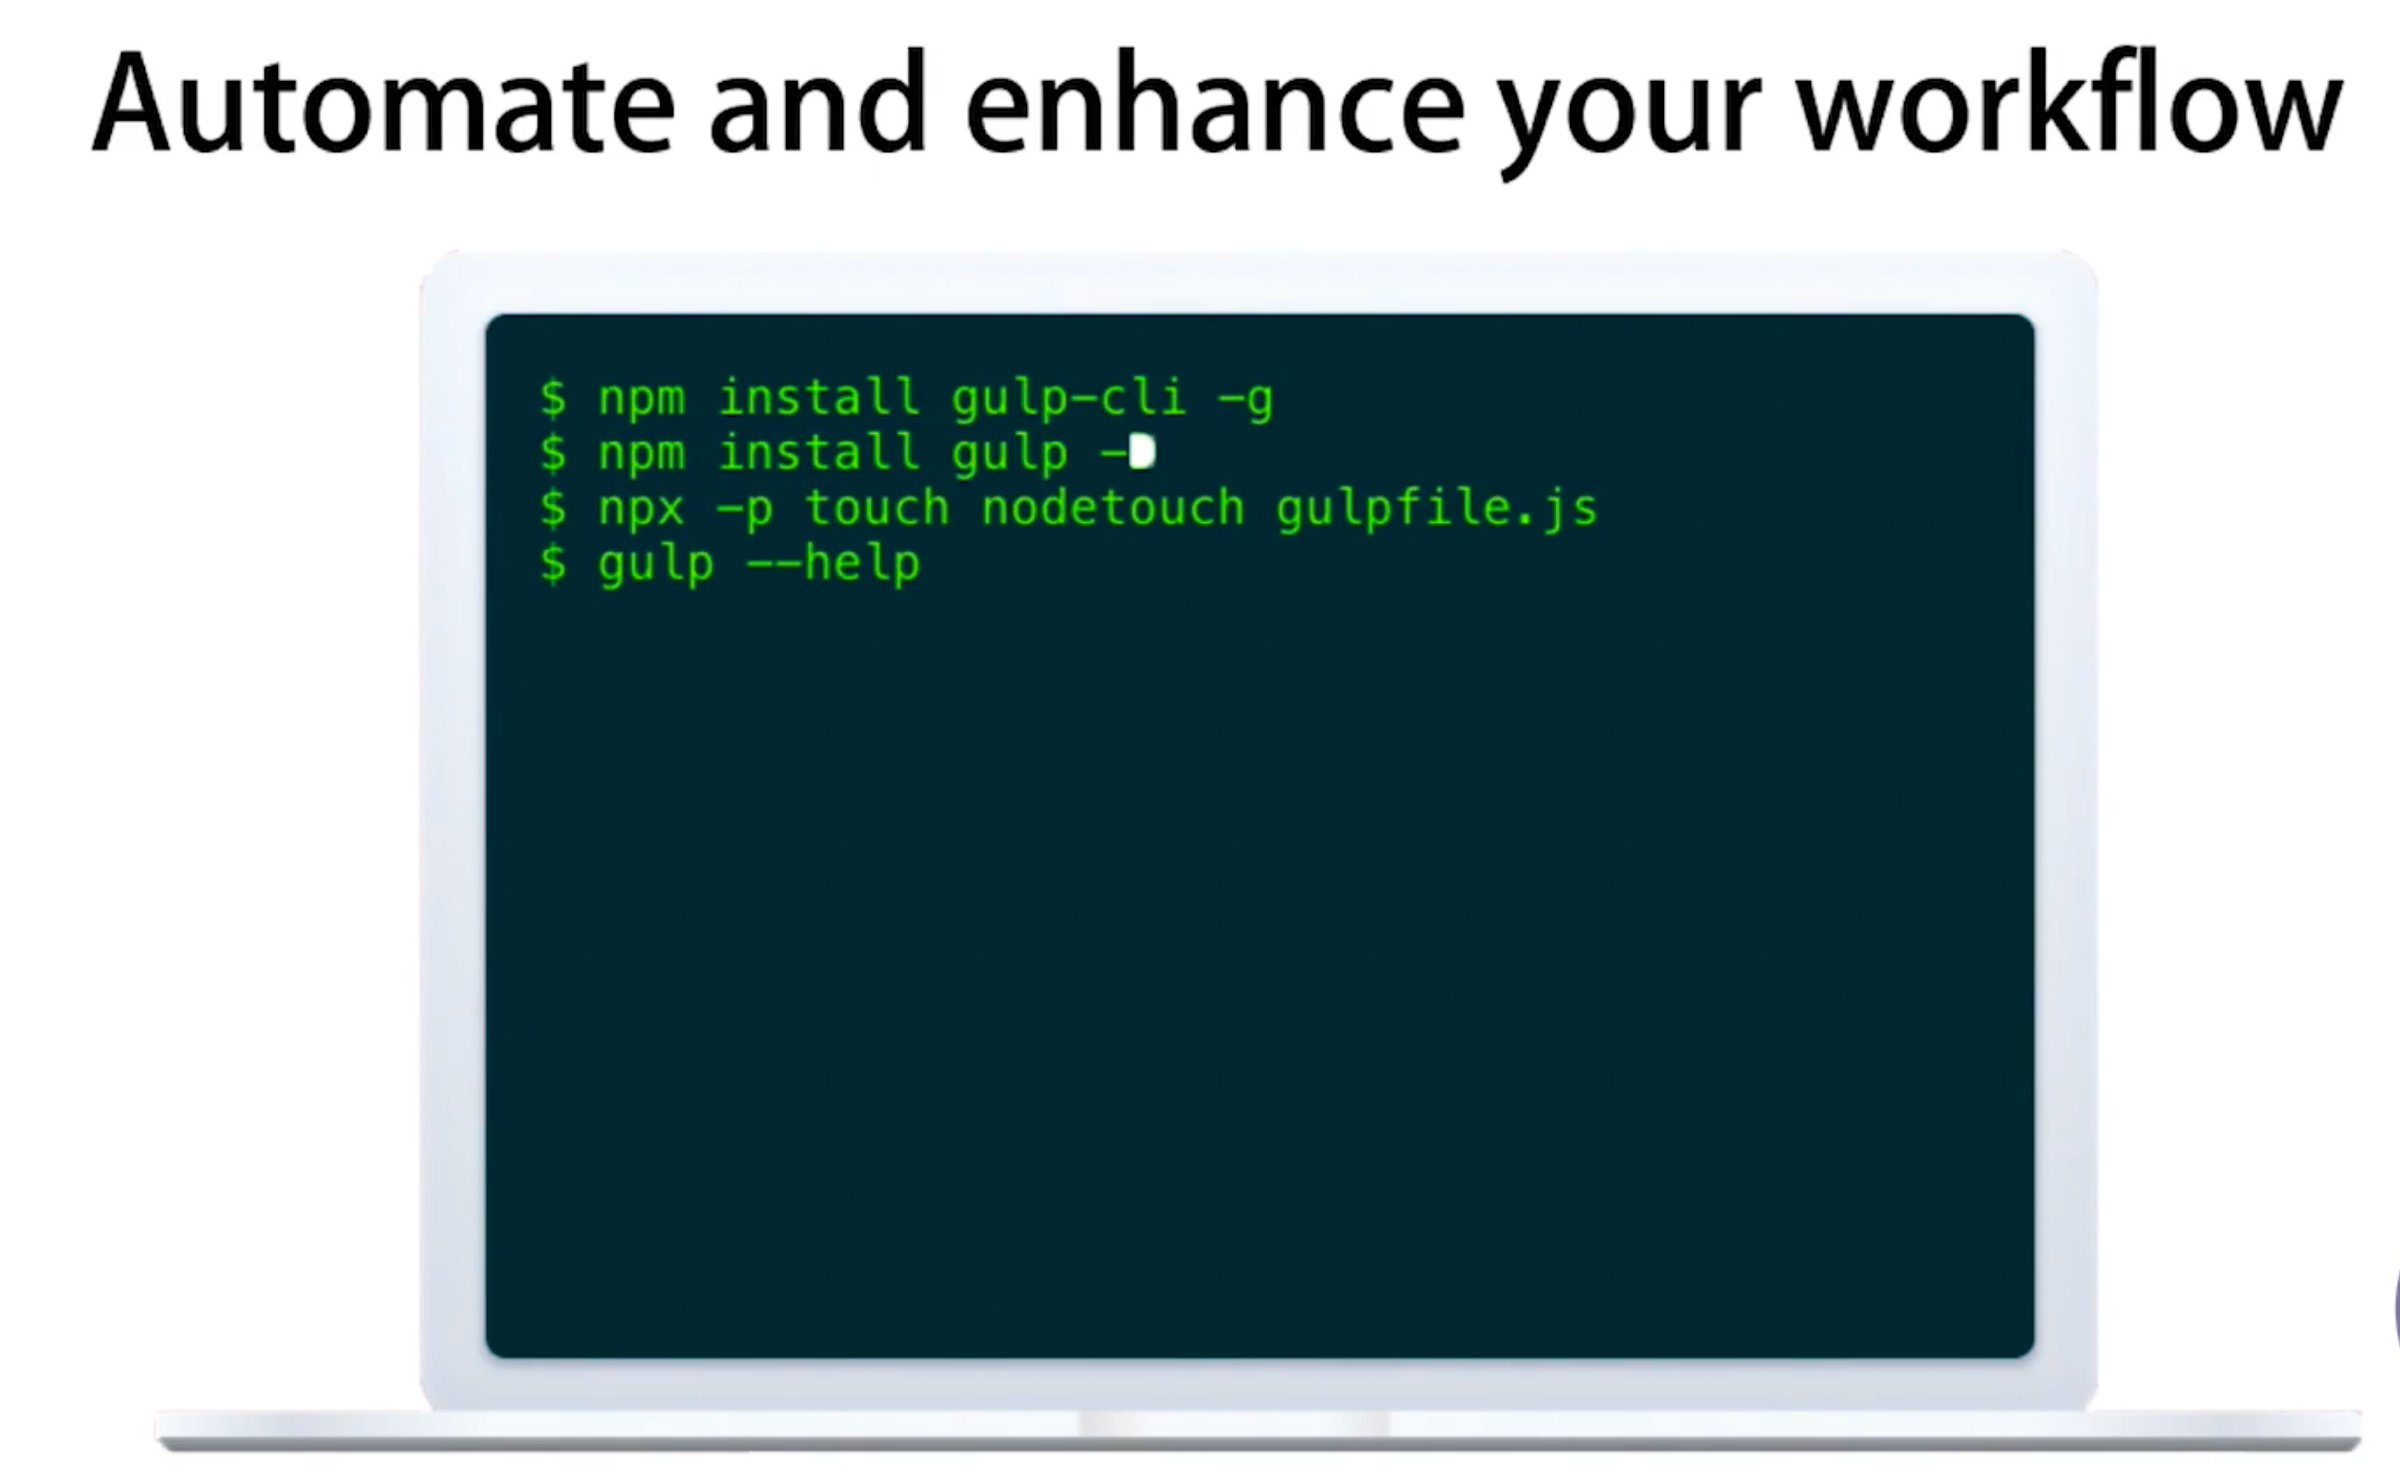 Automate and enhance your workflow
$ npm install gulp-cli -g
$ npm install gulp -D
$ npx -p touch nodetouch gulpfile.js
$ gulp --help